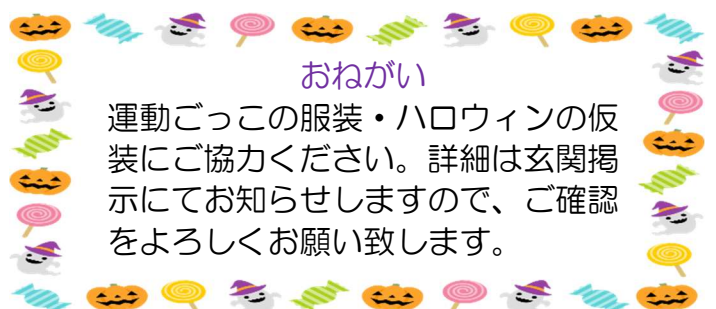 おねがい
運動ごっこの服装・ハロウィンの仮
装にご協力ください。詳細は玄関掲
示にてお知らせしますので、ご確認
をよろしくお願い致します。